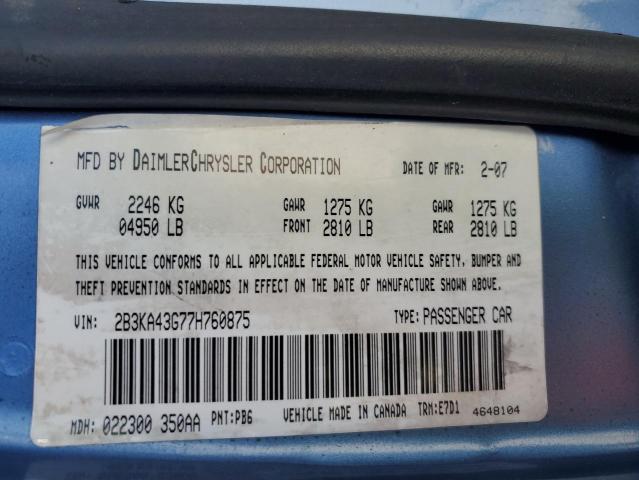 MFD BY DAIMLERCHRYSLER CORPORATION DATE OF MFR: 2-07
GVWR 2246 KG GAWR 1275 KG GAWR 1275 KG
04950 LB FRONT 2810 LB REAR 2810 LB
THIS VEHICLE CONFORMS TO ALL APPLICABLE FEDERAL MOTOR VEHICLE SAFETY, BUMPER AND
THEFT PREVENTION STANDARDS IN EFFECT ON THE DATE OF MANUFACTURE SHOWN ABOVE.
VIN: 2B3KA43G77H760875 TYPE: PASSENGER CAR
MDH: 022300 350AA PNT: PB6 VEHICLE MADE IN CANADA TRM: E7D1 4648104